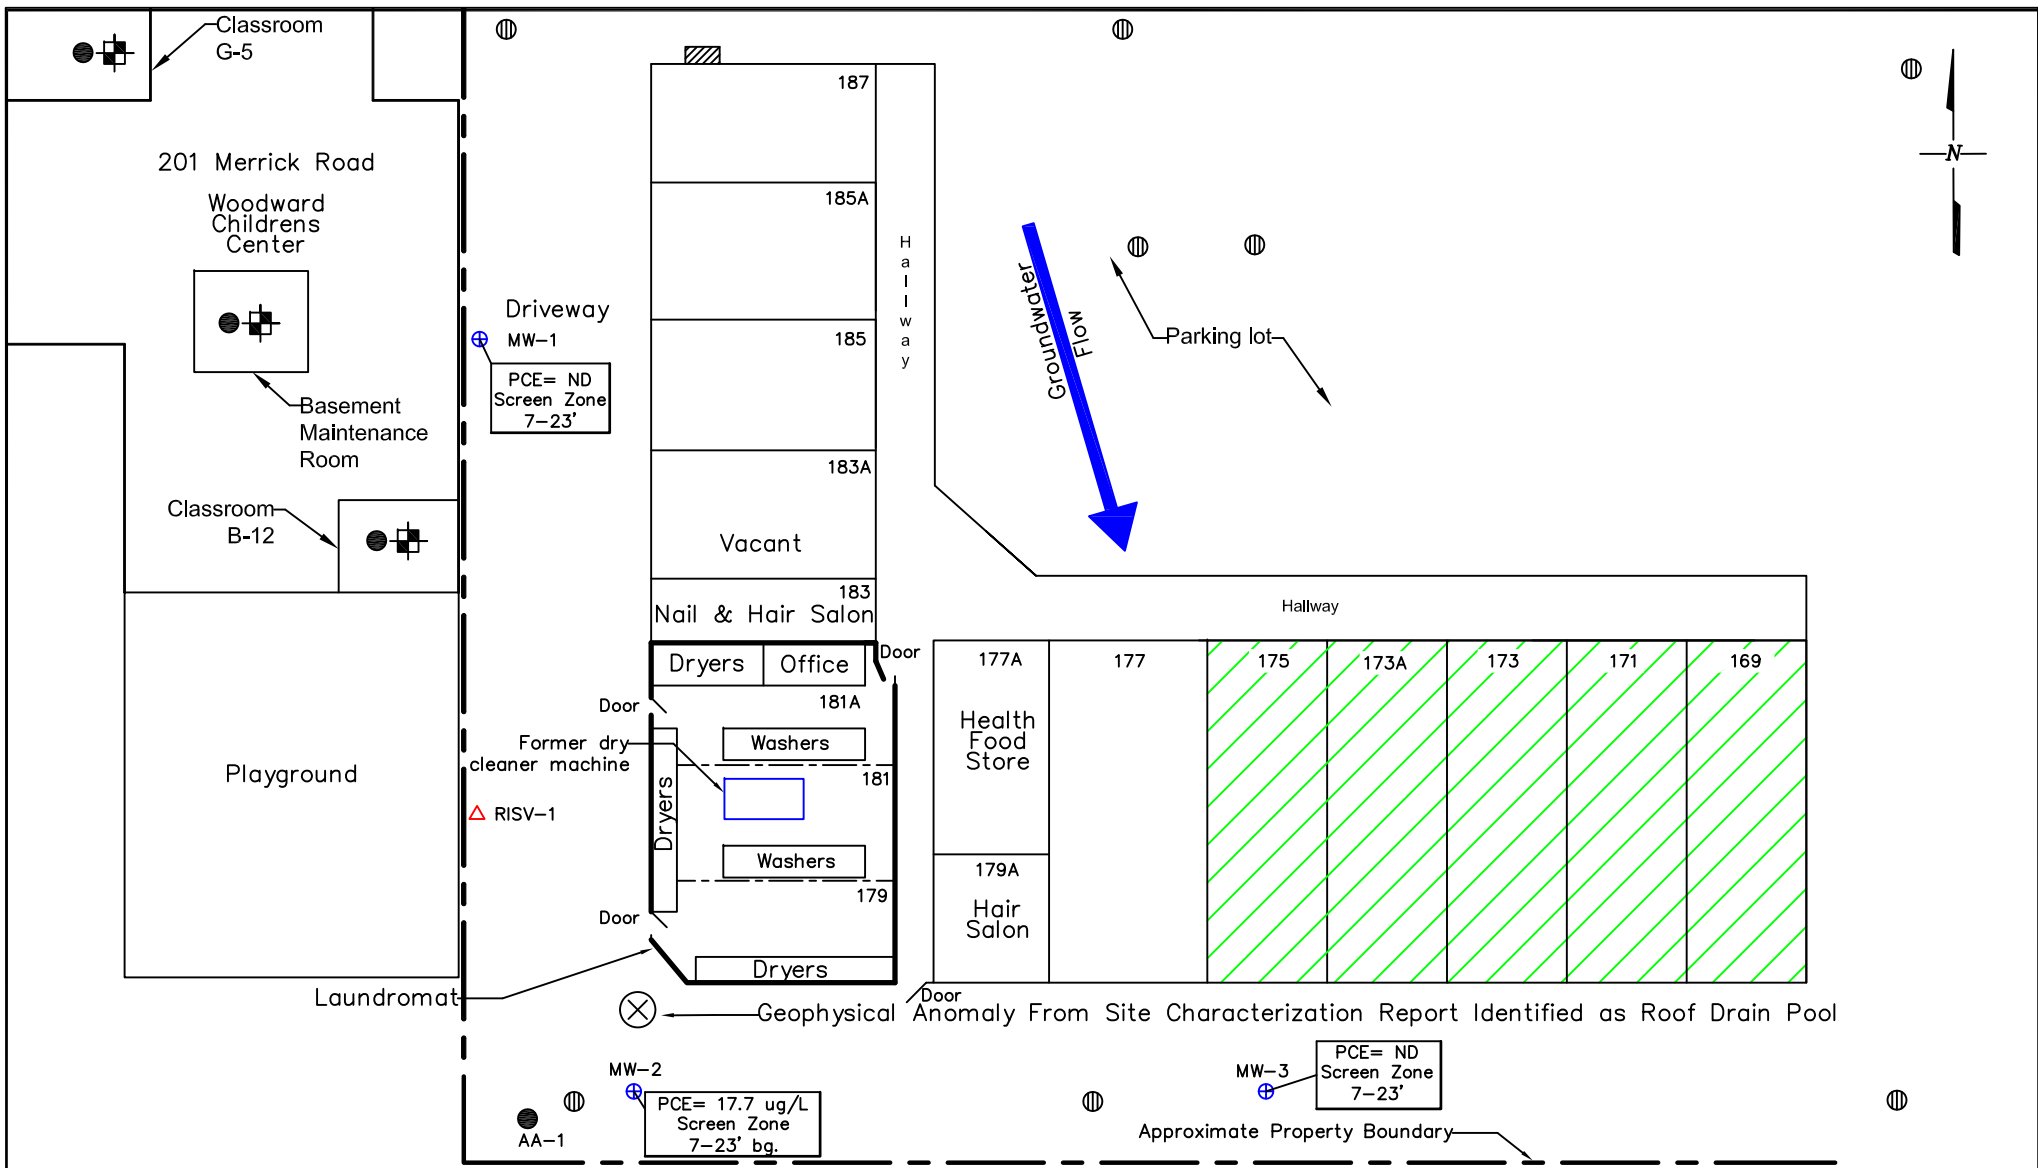 Classroom
G-5
187
N
201 Merrick Road
Woodward
Childrens
Center
185A
Hallway
Groundwater
Flow
Driveway
MW-1
185
Parking lot
PCE= ND
Screen Zone
7-23'
Basement
Maintenance
Room
183A
Classroom
B-12
Vacant
183
Nail & Hair Salon
Hallway
Door
Dryers
Office
177A
177
175
173A
173
171
169
181A
Door
Health
Food
Store
Former dry
cleaner machine
Washers
181
Playground
Dryers
RISV-1
Washers
179A
179
Hair
Salon
Door
Dryers
Laundromat
Door
Geophysical Anomaly From Site Characterization Report Identified as Roof Drain Pool
MW-2
PCE= 17.7 ug/L
Screen Zone
7-23' bg.
AA-1
MW-3
PCE= ND
Screen Zone
7-23'
Approximate Property Boundary